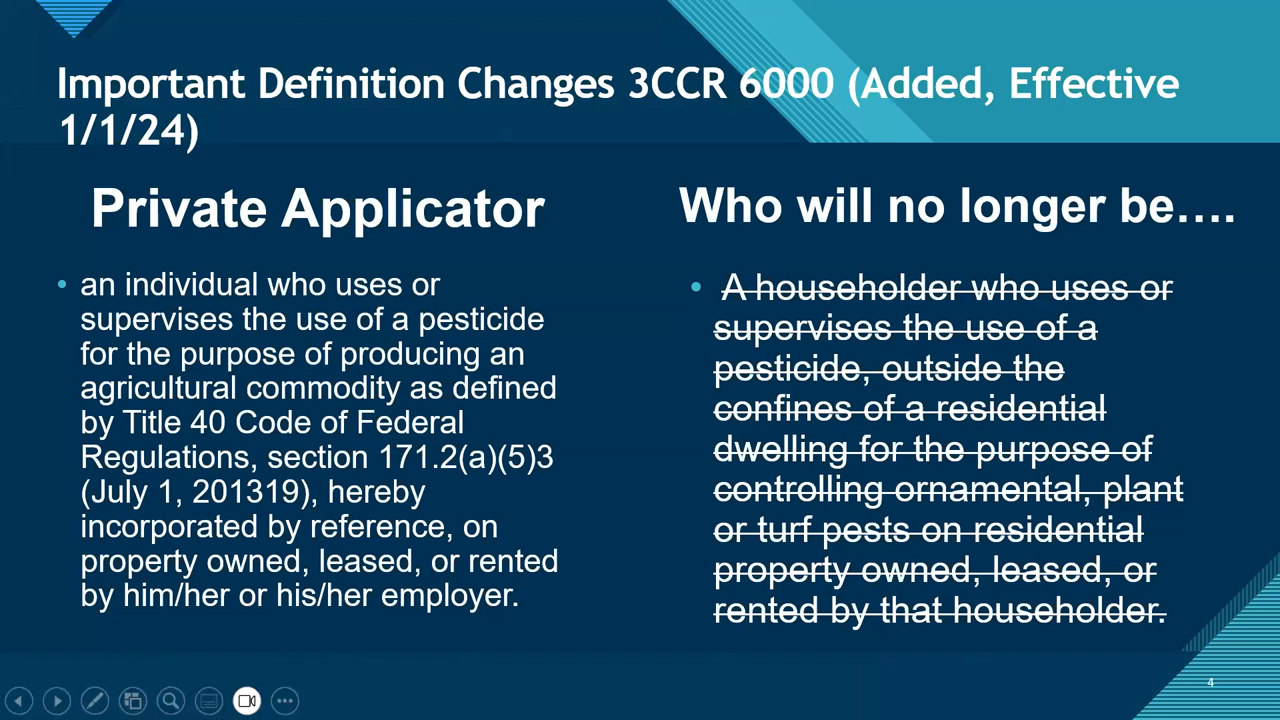 Important Definition Changes 3CCR 6000 (Added, Effective
1/1/24)
Private Applicator
• an individual who uses or
supervises the use of a pesticide
for the purpose of producing an
agricultural commodity as defined
by Title 40 Code of Federal
Regulations, section 171.2(a)(5)3
(July 1, 201319), hereby
incorporated by reference, on
property owned, leased, or rented
by him/her or his/her employer.
Who will no longer be….
• A householder who uses or
supervises the use of a
pesticide, outside the
confines of a residential
dwelling for the purpose of
controlling ornamental, plant
or turf pests on residential
property owned, leased, or
rented by that householder.
4